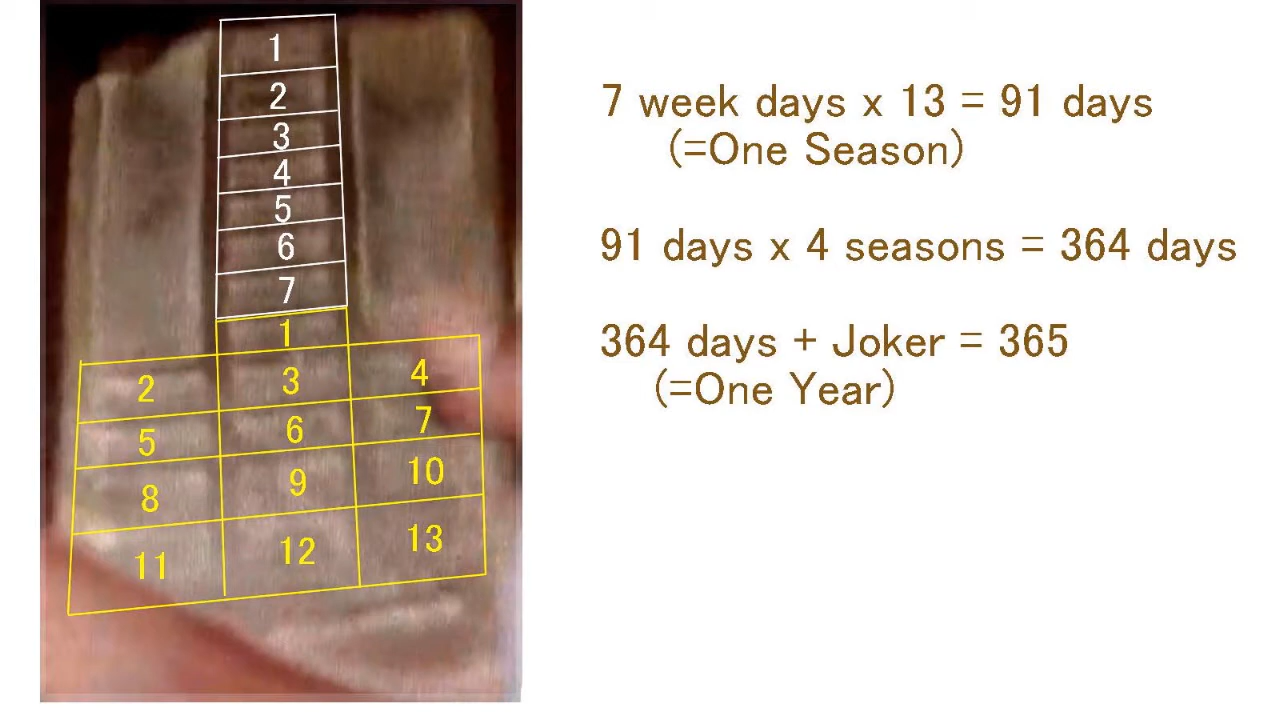 1
2
3
4
5
6
7
1
2 3 4
5 6 7
8 9 10
11 12 13
7 week days x 13 = 91 days
(=One Season)
91 days x 4 seasons = 364 days
364 days + Joker = 365
(=One Year)